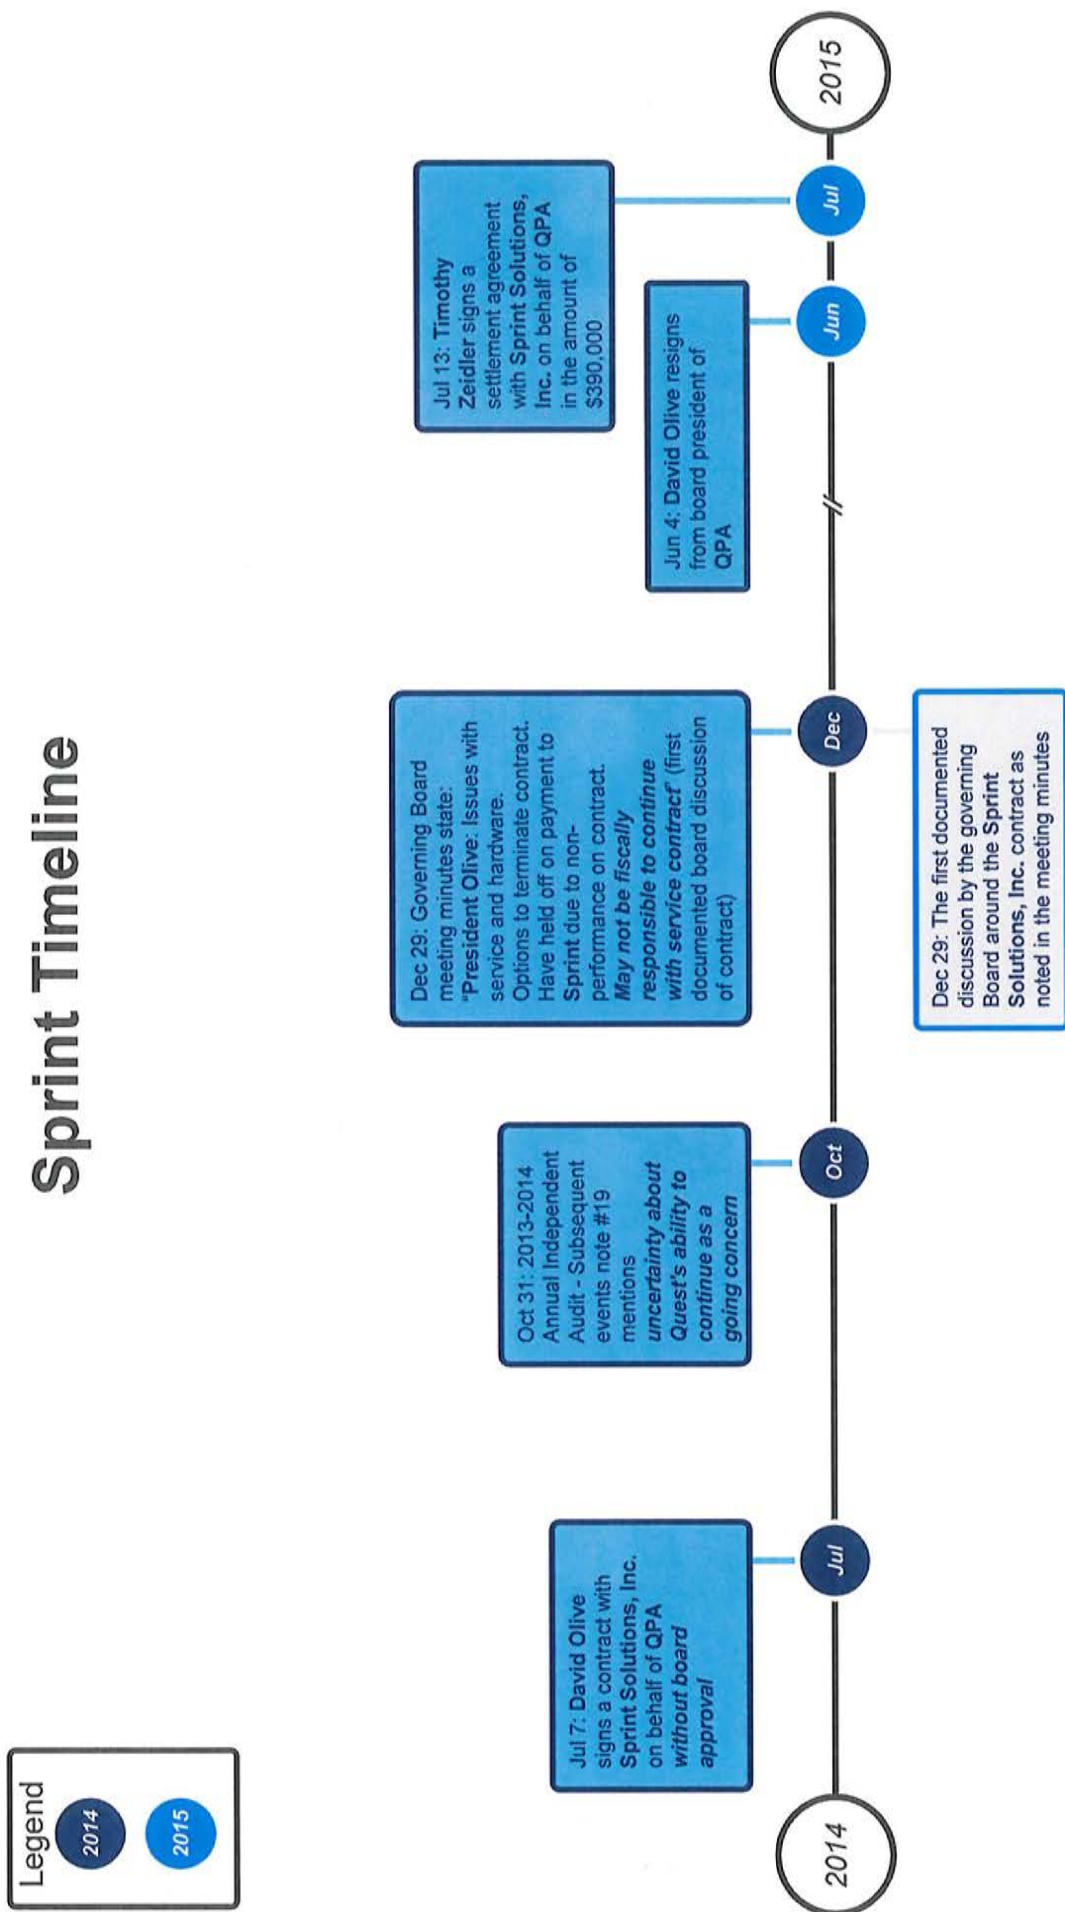 Sprint Timeline
Legend
2014
2015
2014
Jul 7: David Olive
signs a contract with
Sprint Solutions, Inc.
on behalf of QPA
without board
approval
Jul
Oct 31: 2013-2014
Annual Independent
Audit - Subsequent
events note #19
mentions
uncertainty about
Quest's ability to
continue as a
going concern
Oct
Dec 29: Governing Board
meeting minutes state:
"President Olive: Issues with
service and hardware.
Options to terminate contract.
Have held off on payment to
Sprint due to non-
performance on contract.
May not be fiscally
responsible to continue
with service contract" (first
documented board discussion
of contract)
Dec
Dec 29: The first documented
discussion by the governing
Board around the Sprint
Solutions, Inc. contract as
noted in the meeting minutes
Jun 4: David Olive resigns
from board president of
QPA
Jun
Jul 13: Timothy
Zeidler signs a
settlement agreement
with Sprint Solutions,
Inc. on behalf of QPA
in the amount of
$390,000
Jul
2015